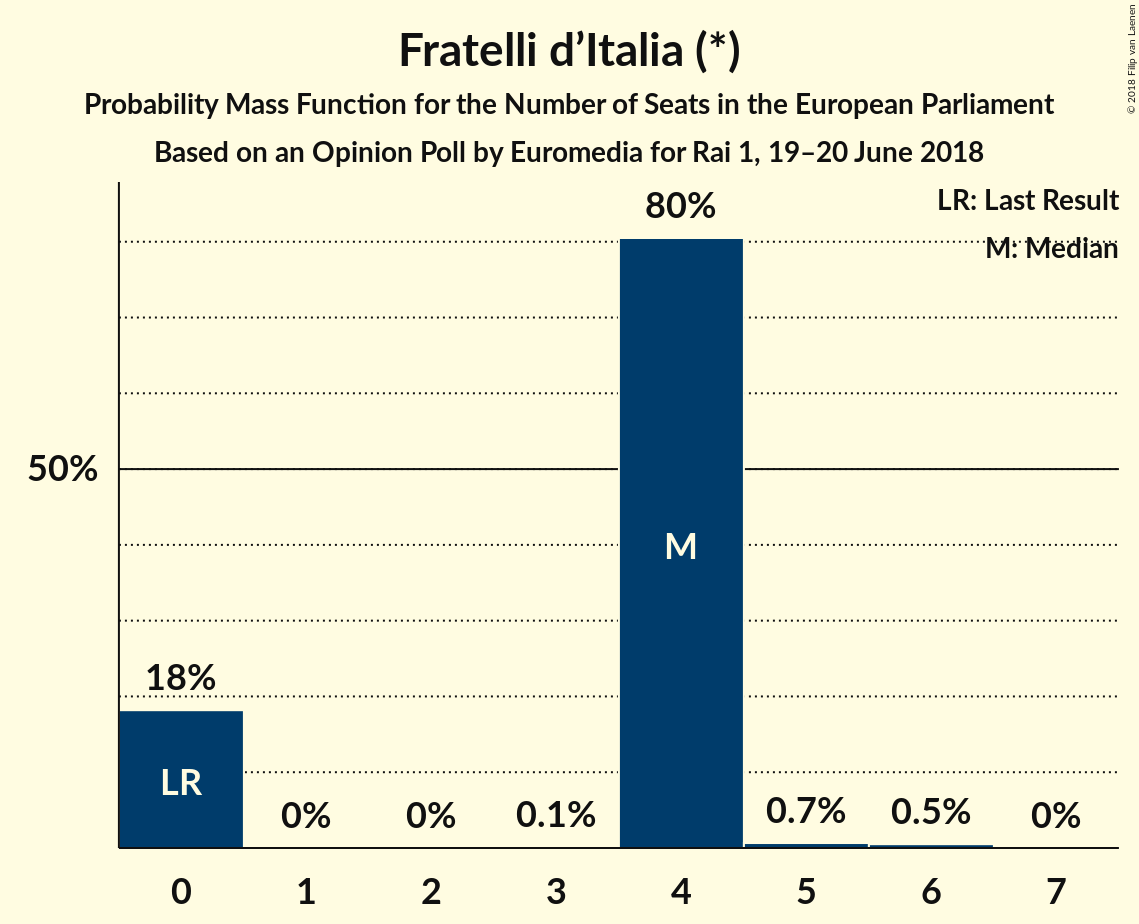 Fratelli d’Italia (*)
Probability Mass Function for the Number of Seats in the European Parliament
Based on an Opinion Poll by Euromedia for Rai 1, 19–20 June 2018
© 2018 Filip van Laenen
LR: Last Result
M: Median
80%
50%
M
18%
LR
0%
0%
0.1%
0.7%
0.5%
0%
0 1 2 3 4 5 6 7